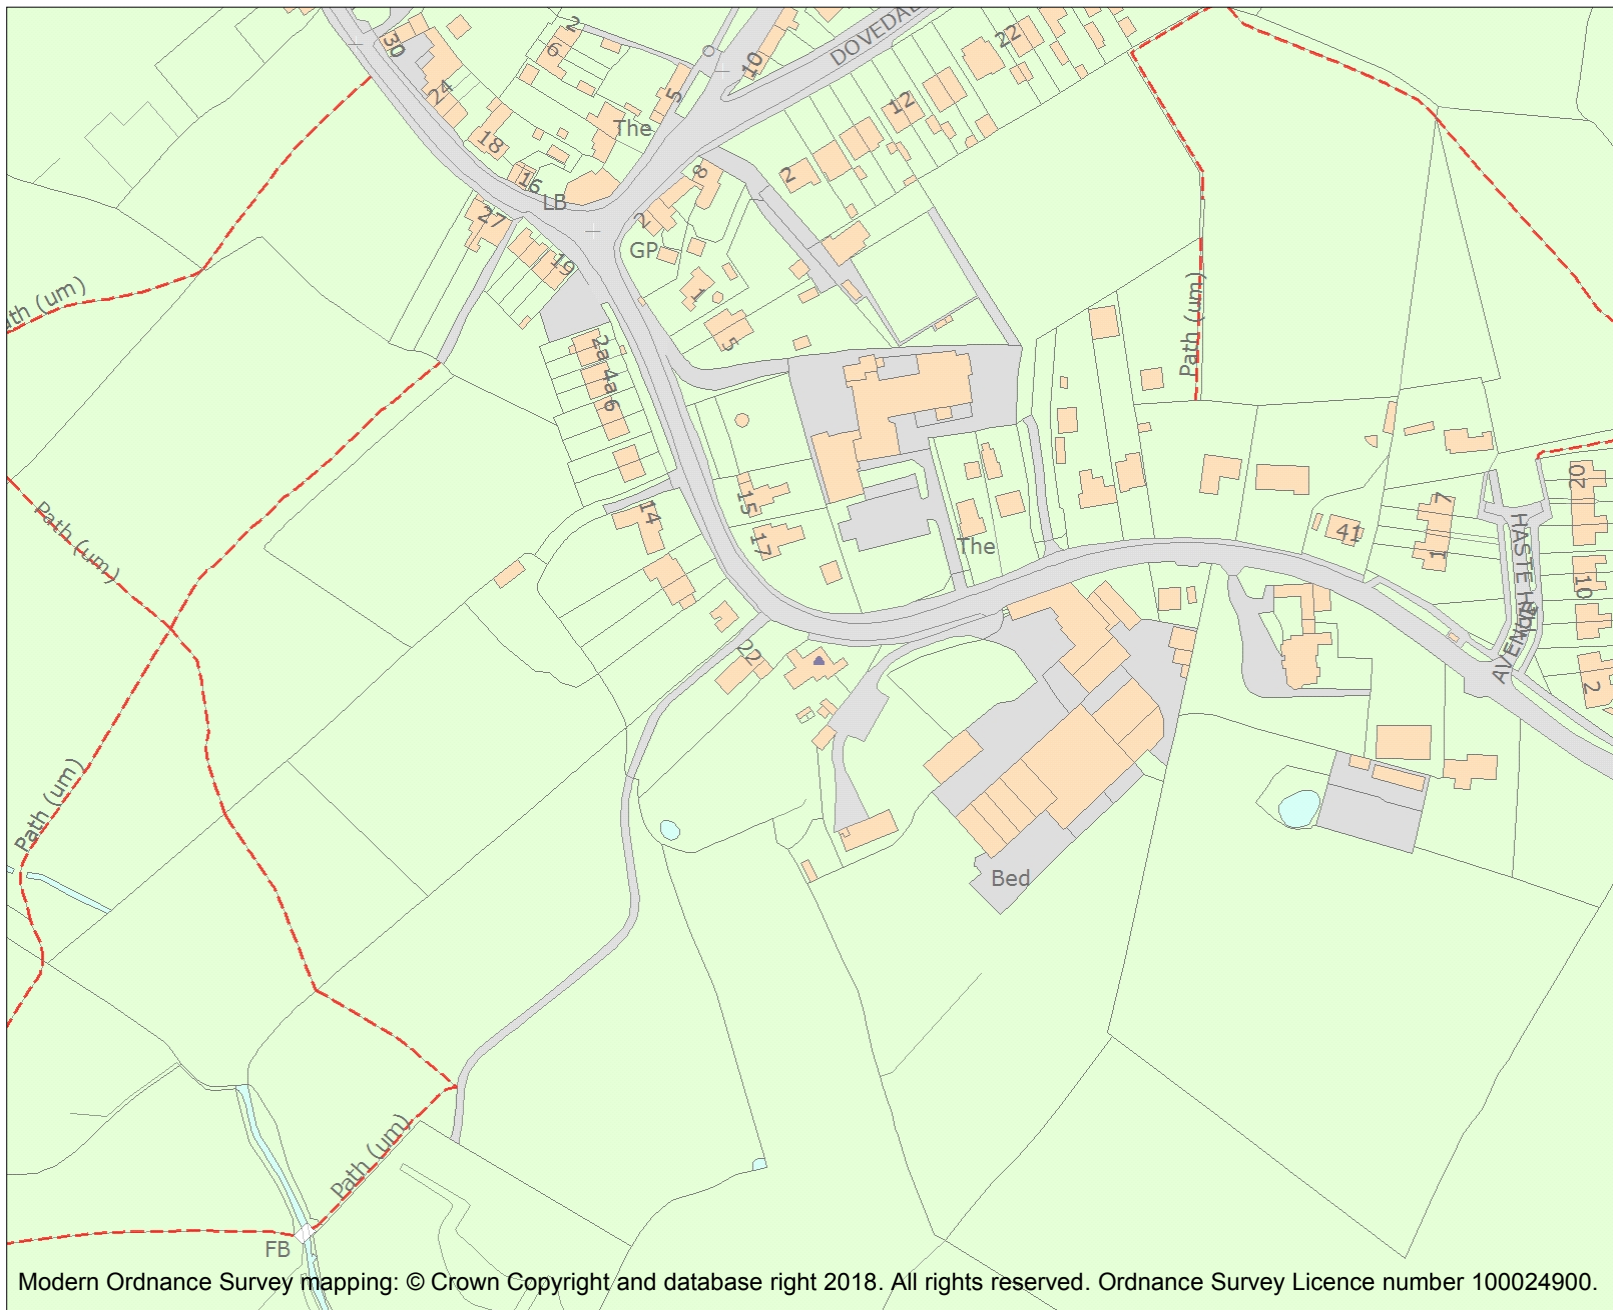 30
2
6
10
DOVEDAL
22
24
5
The
12
18
16
LB
8
2
27
2
GP
19
1
ath (um)
5
Path (um)
2a
4a
6
15
14
17
The
Path (um)
20
7
1
41
HASTE HILL
AVENUE
10
2
22
Path (um)
Bed
Path (um)
FB
Modern Ordnance Survey mapping: © Crown Copyright and database right 2018. All rights reserved. Ordnance Survey Licence number 100024900.